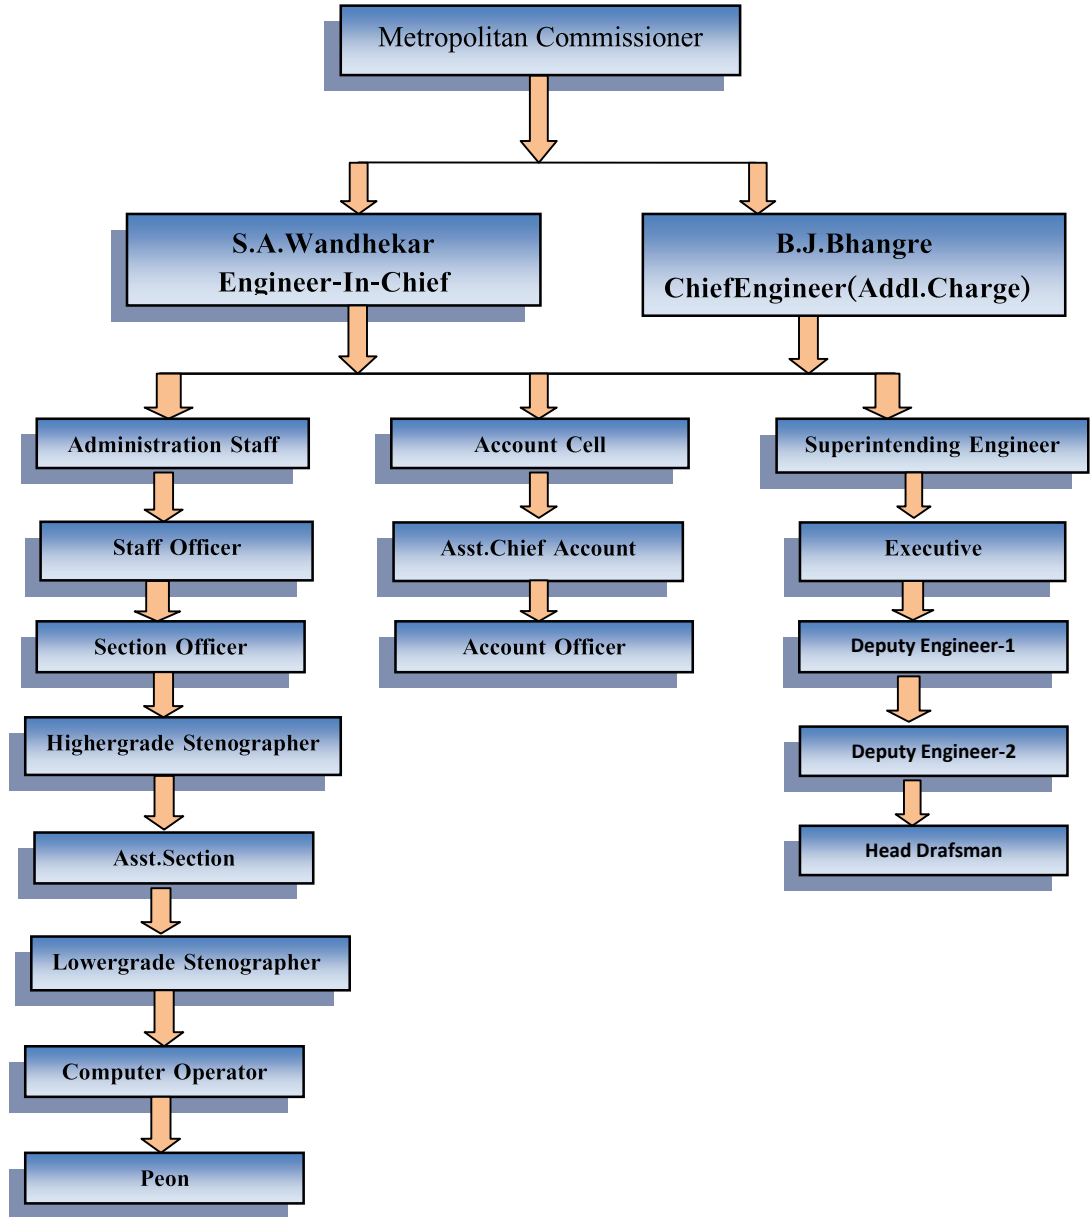 Metropolitan Commissioner
S.A.Wandhekar
Engineer-In-Chief
B.J.Bhangre
ChiefEngineer(Addl.Charge)
Administration Staff
Account Cell
Superintending Engineer
Staff Officer
Asst.Chief Account
Executive
Section Officer
Account Officer
Deputy Engineer-1
Highergrade Stenographer
Deputy Engineer-2
Asst.Section
Head Drafsman
Lowergrade Stenographer
Computer Operator
Peon